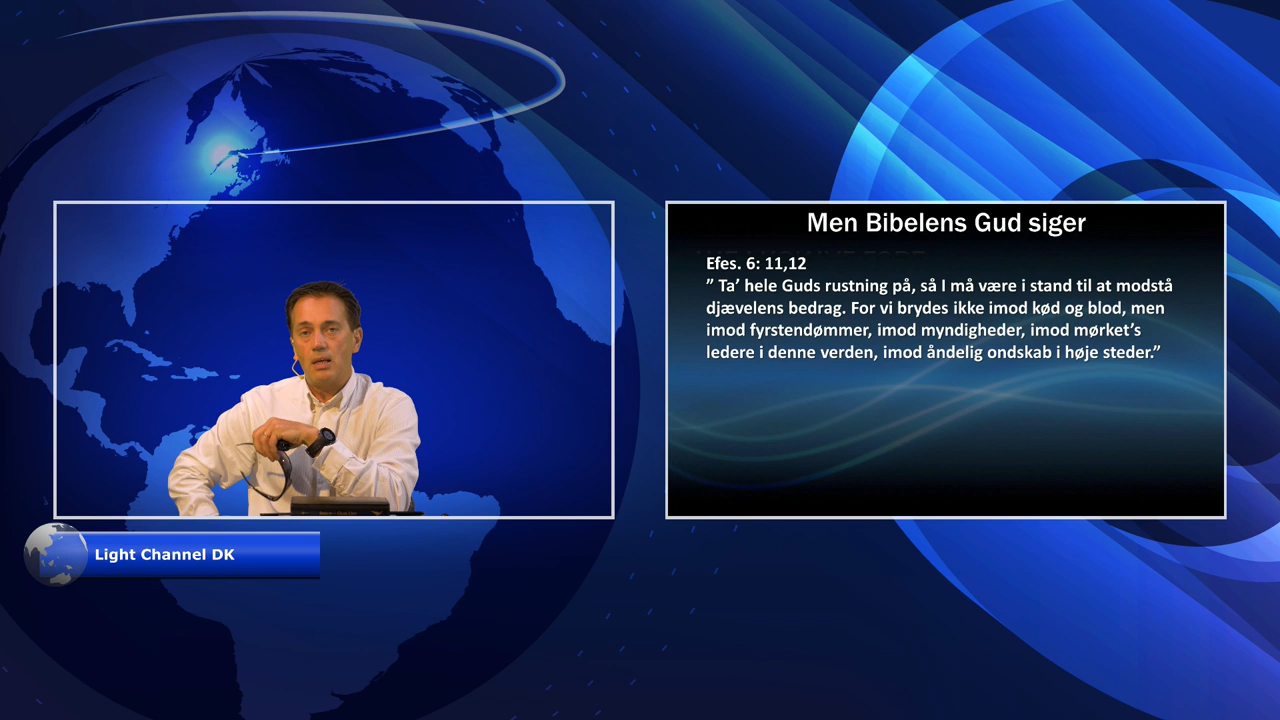 Men Bibelens Gud siger
Efes. 6: 11,12
” Ta’ hele Guds rustning på, så I må være i stand til at modstå
djævelens bedrag. For vi brydes ikke imod kød og blod, men
imod fyrstendømmer, imod myndigheder, imod mørket’s
ledere i denne verden, imod åndelig ondskab i høje steder.”
Light Channel DK